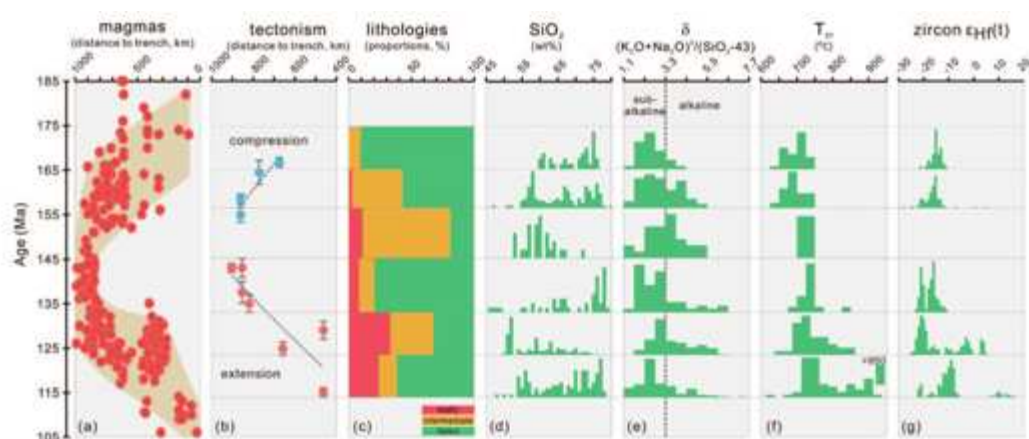 magmas
(distance to trench, km)
1000 500 0
tectonism
(distance to trench, km)
1000 800 600 400
lithologies
(proportions, %)
0 50 100
SiO₂
(wt%)
45 55 65 75
δ
(K₂O+Na₂O)²/(SiO₂-43)
1.1 3.3 5.5 7.7
(°C)
600 700 800 900
zircon εHf(t)
-30 -20 -10 0 10 20
Age (Ma)
185
175
165
155
145
135
125
115
105
compression
extension
sub-
alkaline
alkaline
(a) (b) (c) (d) (e) (f) (g)